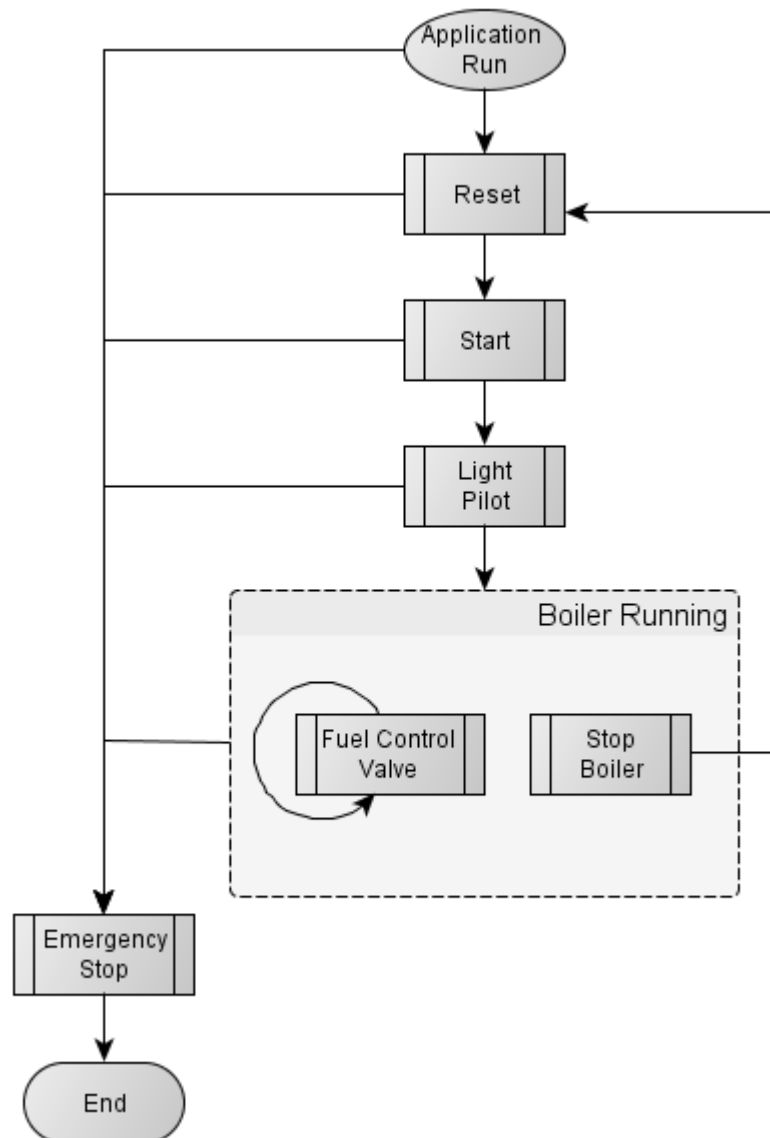 Application
Run
Reset
Start
Light
Pilot
Boiler Running
Fuel Control
Valve
Stop
Boiler
Emergency
Stop
End